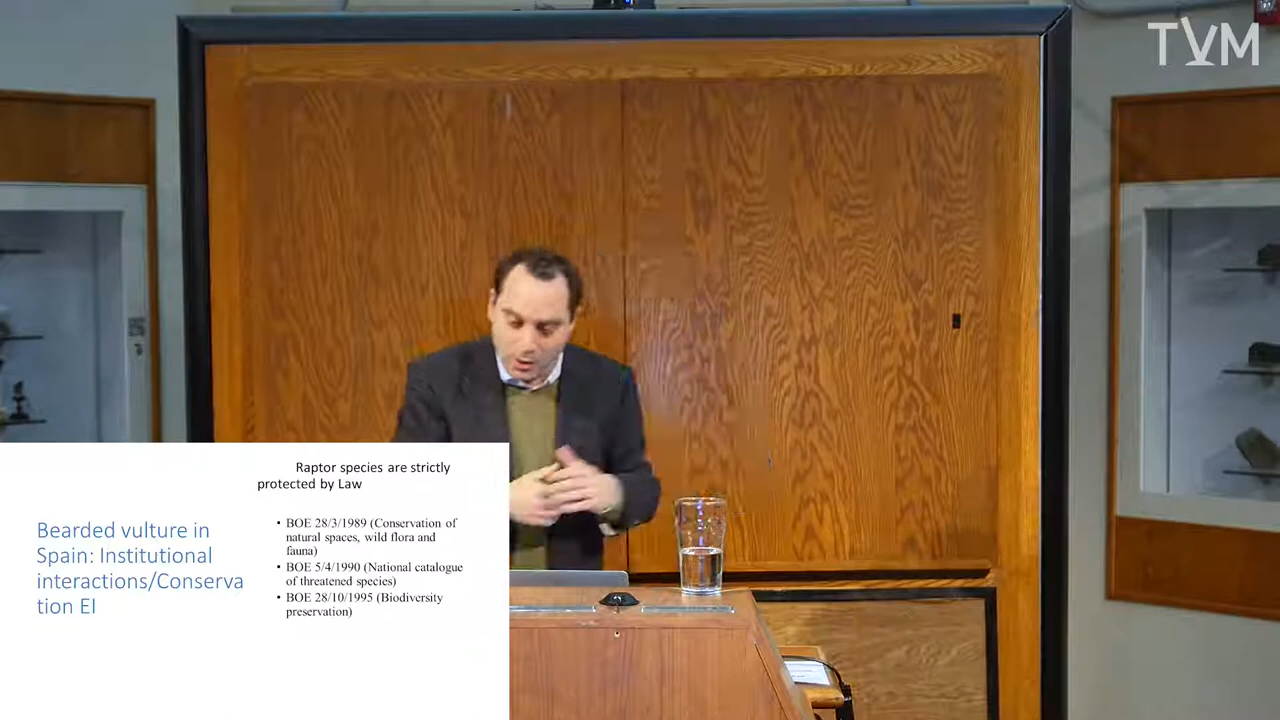 TVM
Raptor species are strictly
protected by Law
Bearded vulture in
Spain: Institutional
interactions/Conserva
tion EI
• BOE 28/3/1989 (Conservation of
natural spaces, wild flora and
fauna)
• BOE 5/4/1990 (National catalogue
of threatened species)
• BOE 28/10/1995 (Biodiversity
preservation)